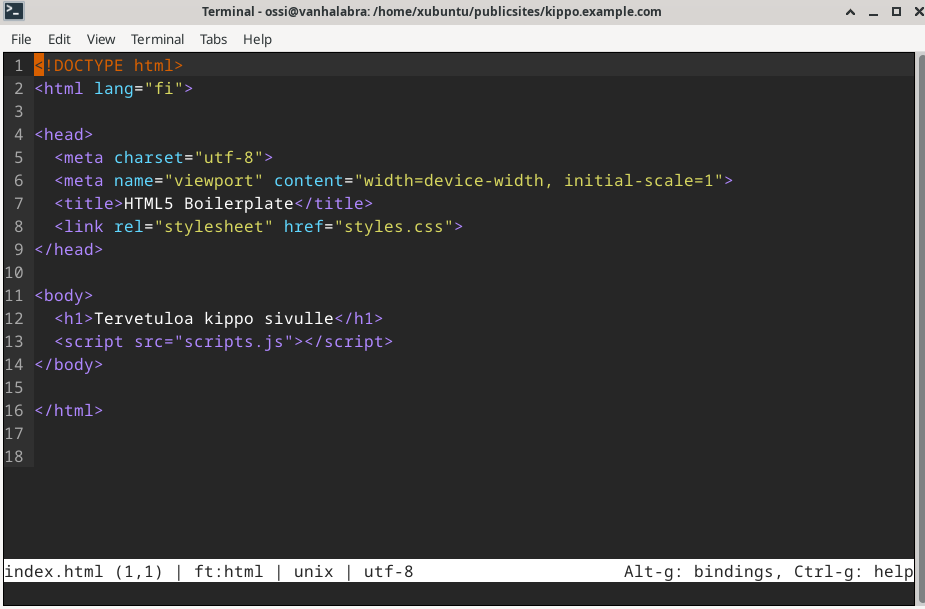 Terminal - ossi@vanhalabra: /home/xubuntu/publicsites/kippo.example.com
File Edit View Terminal Tabs Help
1 <!DOCTYPE html>
2 <html lang="fi">
3
4 <head>
5   <meta charset="utf-8">
6   <meta name="viewport" content="width=device-width, initial-scale=1">
7   <title>HTML5 Boilerplate</title>
8   <link rel="stylesheet" href="styles.css">
9 </head>
10
11 <body>
12   <h1>Tervetuloa kippo sivulle</h1>
13   <script src="scripts.js"></script>
14 </body>
15
16 </html>
17
18
index.html (1,1) | ft:html | unix | utf-8 Alt-g: bindings, Ctrl-g: help